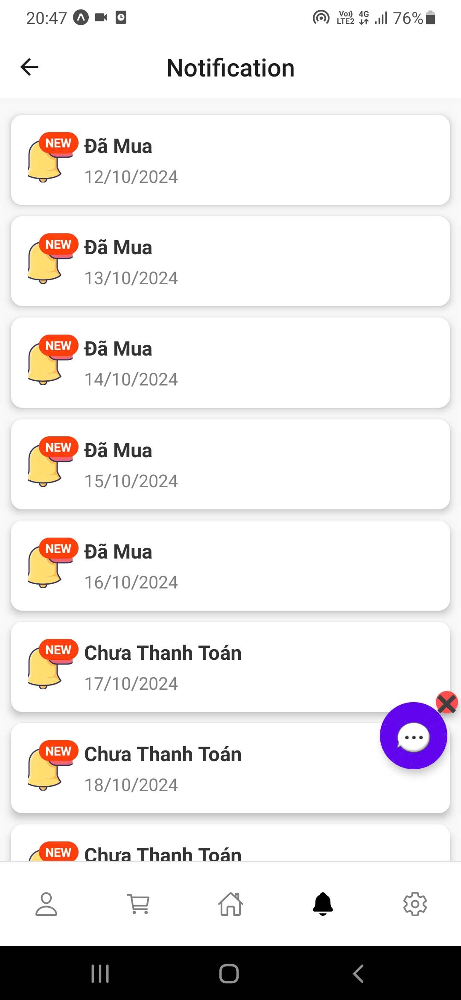 20:47
Vo)) LTE2 4G 76%
Notification
NEW
Đã Mua
12/10/2024
NEW
Đã Mua
13/10/2024
NEW
Đã Mua
14/10/2024
NEW
Đã Mua
15/10/2024
NEW
Đã Mua
16/10/2024
NEW
Chưa Thanh Toán
17/10/2024
NEW
Chưa Thanh Toán
18/10/2024
NEW
Chưa Thanh Toán